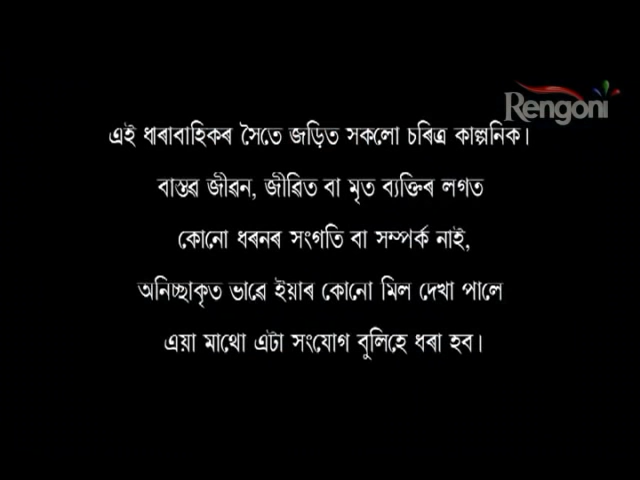 Rengoni
এই ধাৰাবাহিকৰ সৈতে জড়িত সকলো চৰিত্ৰ কাল্পনিক।
বাস্তৱ জীৱন, জীৱিত বা মৃত ব্যক্তিৰ লগত
কোনো ধৰনৰ সংগতি বা সম্পৰ্ক নাই,
অনিচ্ছাকৃত ভাৱে ইয়াৰ কোনো মিল দেখা পালে
এয়া মাথো এটা সংযোগ বুলিহে ধৰা হব।